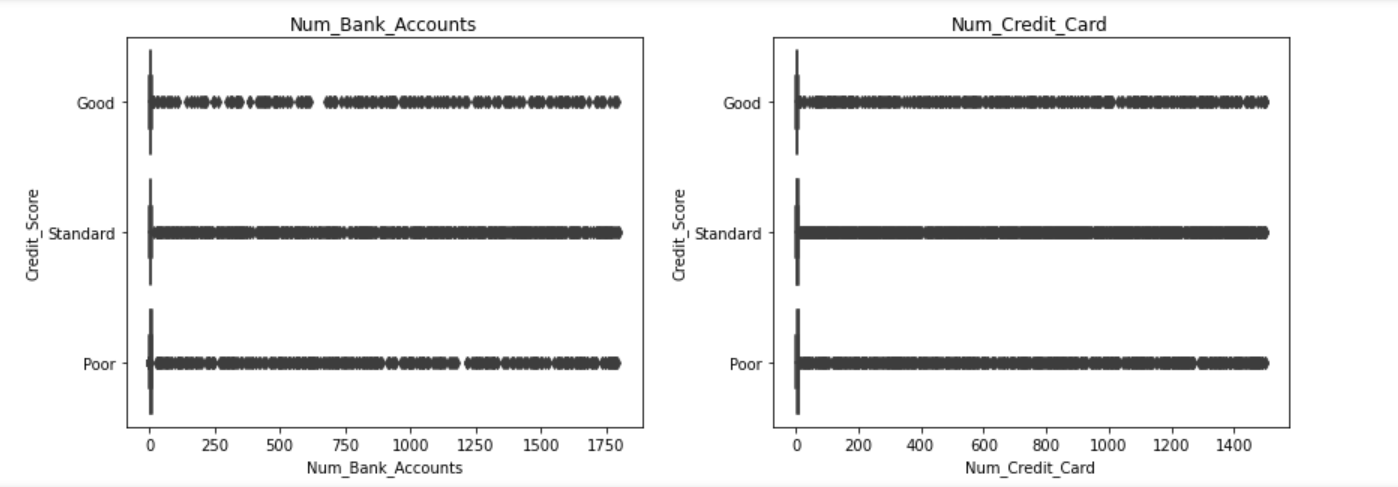 Num_Bank_Accounts
Credit_Score
Good
Standard
Poor
0 250 500 750 1000 1250 1500 1750
Num_Bank_Accounts
Num_Credit_Card
Credit_Score
Good
Standard
Poor
0 200 400 600 800 1000 1200 1400
Num_Credit_Card